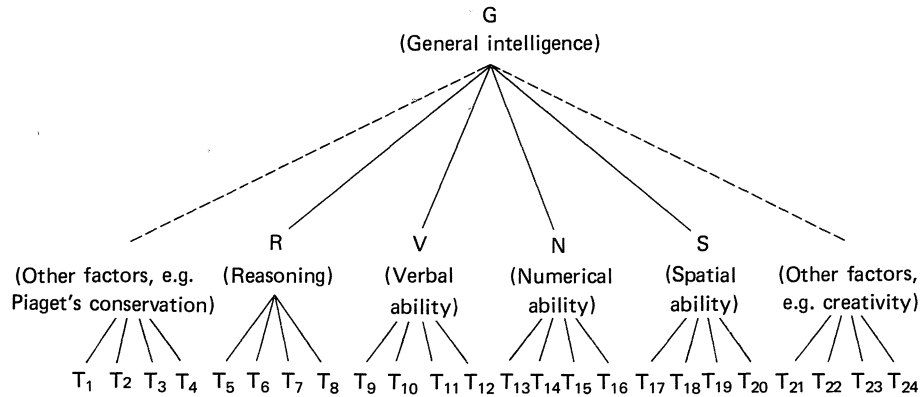 G
(General intelligence)
R V N S
(Other factors, e.g. (Reasoning) (Verbal (Numerical (Spatial (Other factors,
Piaget's conservation) ability) ability) ability) e.g. creativity)
T₁ T₂ T₃ T₄ T₅ T₆ T₇ T₈ T₉ T₁₀ T₁₁ T₁₂ T₁₃ T₁₄ T₁₅ T₁₆ T₁₇ T₁₈ T₁₉ T₂₀ T₂₁ T₂₂ T₂₃ T₂₄